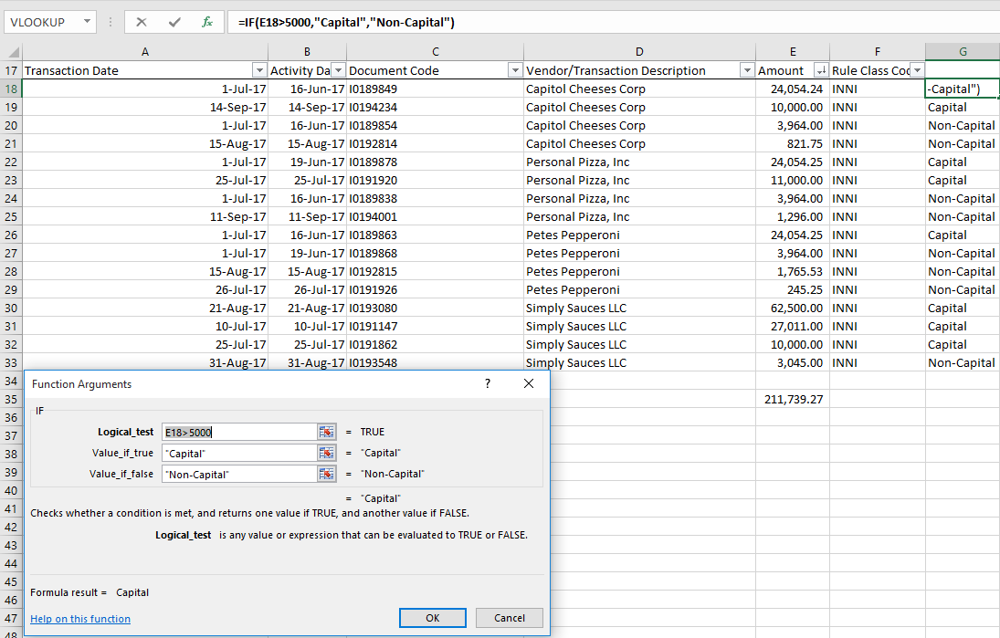 VLOOKUP =IF(E18>5000,"Capital","Non-Capital")
A B C D E F G
17 Transaction Date Activity Da Document Code Vendor/Transaction Description Amount Rule Class Coc
18 1-Jul-17 16-Jun-17 I0189849 Capitol Cheeses Corp 24,054.24 INNI -Capital")
19 14-Sep-17 14-Sep-17 I0194234 Capitol Cheeses Corp 10,000.00 INNI Capital
20 1-Jul-17 16-Jun-17 I0189854 Capitol Cheeses Corp 3,964.00 INNI Non-Capital
21 15-Aug-17 15-Aug-17 I0192814 Capitol Cheeses Corp 821.75 INNI Non-Capital
22 1-Jul-17 19-Jun-17 I0189878 Personal Pizza, Inc 24,054.25 INNI Capital
23 25-Jul-17 25-Jul-17 I0191920 Personal Pizza, Inc 11,000.00 INNI Capital
24 1-Jul-17 16-Jun-17 I0189838 Personal Pizza, Inc 3,964.00 INNI Non-Capital
25 11-Sep-17 11-Sep-17 I0194001 Personal Pizza, Inc 1,296.00 INNI Non-Capital
26 1-Jul-17 16-Jun-17 I0189863 Petes Pepperoni 24,054.25 INNI Capital
27 1-Jul-17 19-Jun-17 I0189868 Petes Pepperoni 3,964.00 INNI Non-Capital
28 15-Aug-17 15-Aug-17 I0192815 Petes Pepperoni 1,765.53 INNI Non-Capital
29 26-Jul-17 26-Jul-17 I0191926 Petes Pepperoni 245.25 INNI Non-Capital
30 21-Aug-17 21-Aug-17 I0193080 Simply Sauces LLC 62,500.00 INNI Capital
31 10-Jul-17 10-Jul-17 I0191147 Simply Sauces LLC 27,011.00 INNI Capital
32 25-Jul-17 25-Jul-17 I0191862 Simply Sauces LLC 10,000.00 INNI Capital
33 31-Aug-17 31-Aug-17 I0193548 Simply Sauces LLC 3,045.00 INNI Non-Capital
34
35 211,739.27
36
37
38
39
40
41
42
43
44
45
46
47
48
Function Arguments ?
IF
Logical_test E18>5000 = TRUE
Value_if_true "Capital" = "Capital"
Value_if_false "Non-Capital" = "Non-Capital"
= "Capital"
Checks whether a condition is met, and returns one value if TRUE, and another value if FALSE.
Logical_test is any value or expression that can be evaluated to TRUE or FALSE.
Formula result = Capital
Help on this function OK Cancel